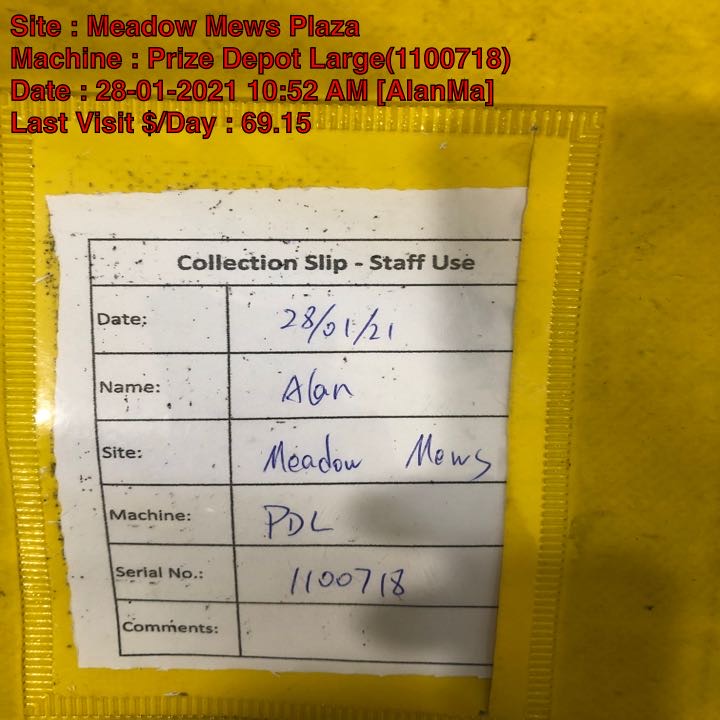 Site : Meadow Mews Plaza
Machine : Prize Depot Large(1100718)
Date : 28-01-2021 10:52 AM [AlanMa]
Last Visit $/Day : 69.15
Collection Slip - Staff Use
Date: 28/01/21
Name: Alan
Site: Meadow Mews
Machine: PDL
Serial No.: 1100718
Comments: